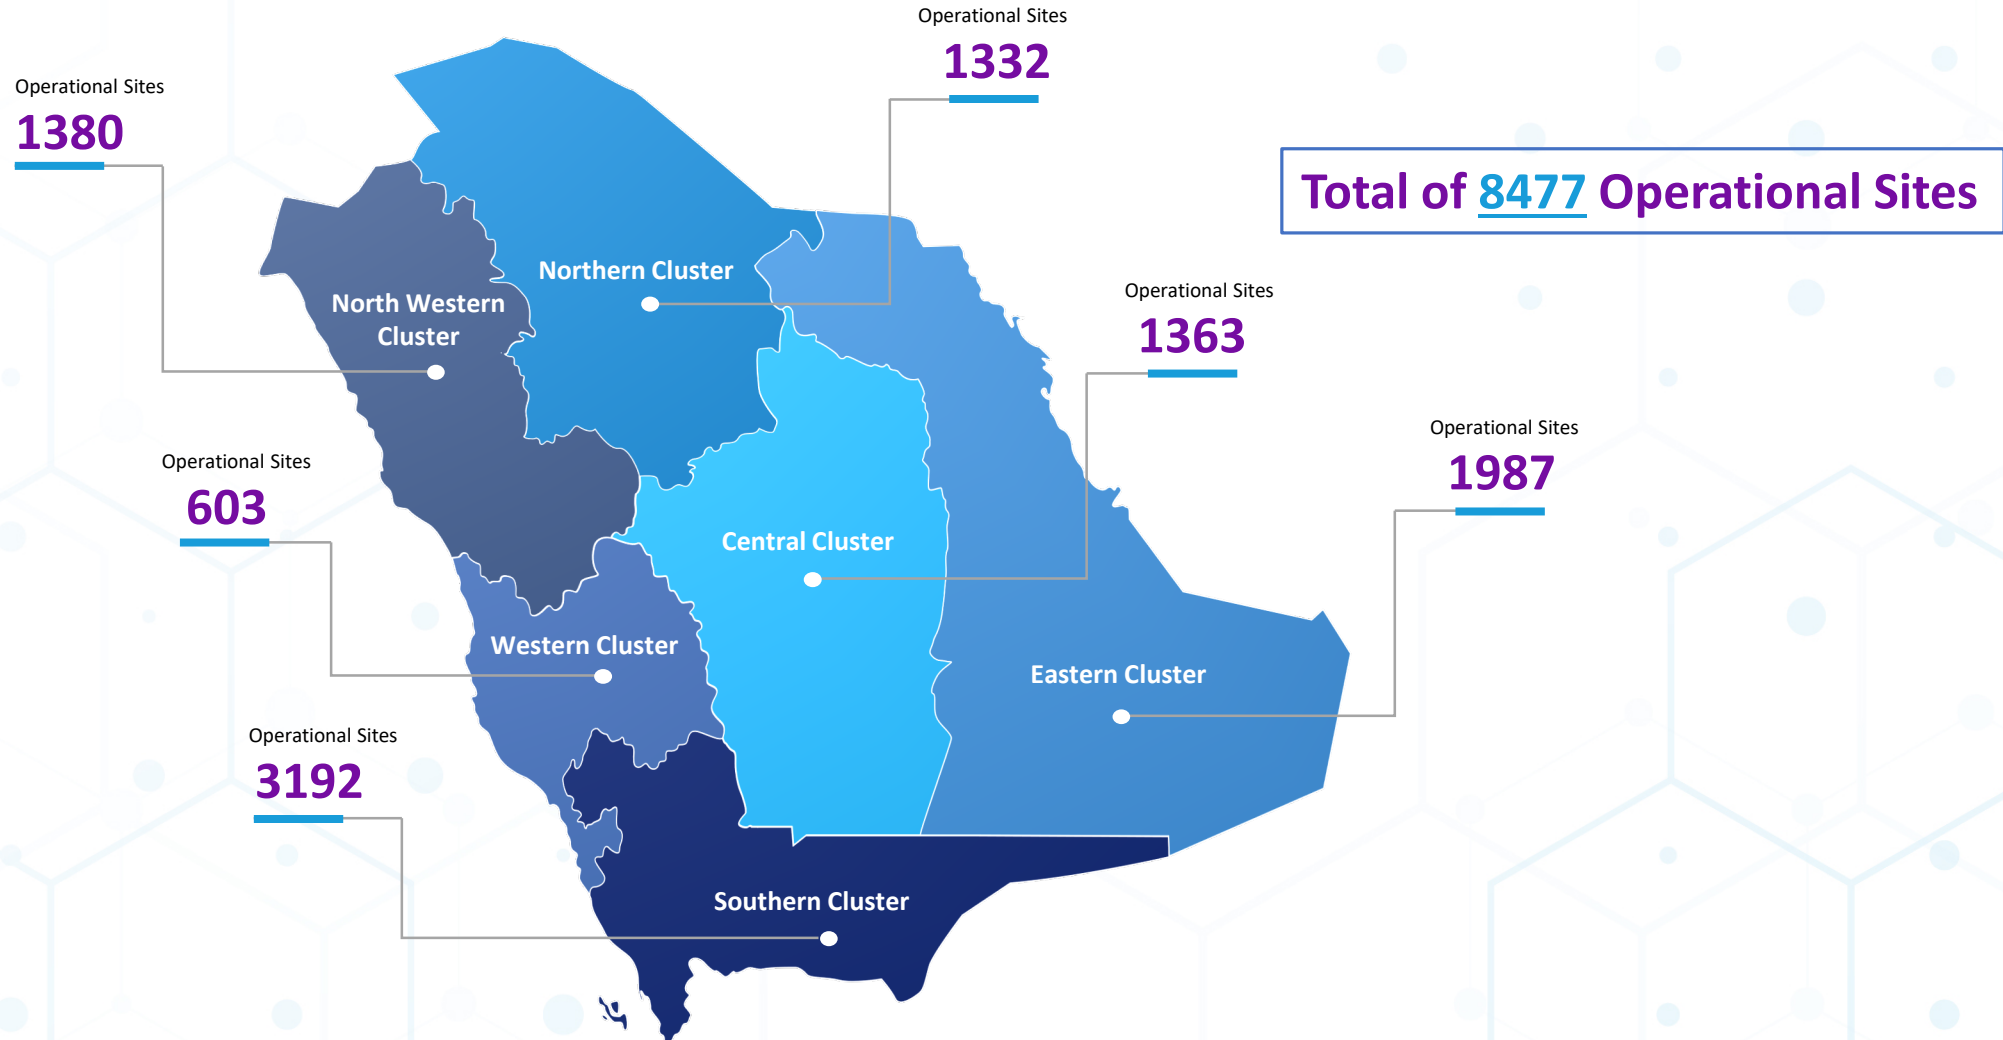 Operational Sites
1332
Operational Sites
1380
Total of 8477 Operational Sites
Northern Cluster
North Western
Cluster
Operational Sites
1363
Operational Sites
1987
Operational Sites
603
Central Cluster
Western Cluster
Eastern Cluster
Operational Sites
3192
Southern Cluster